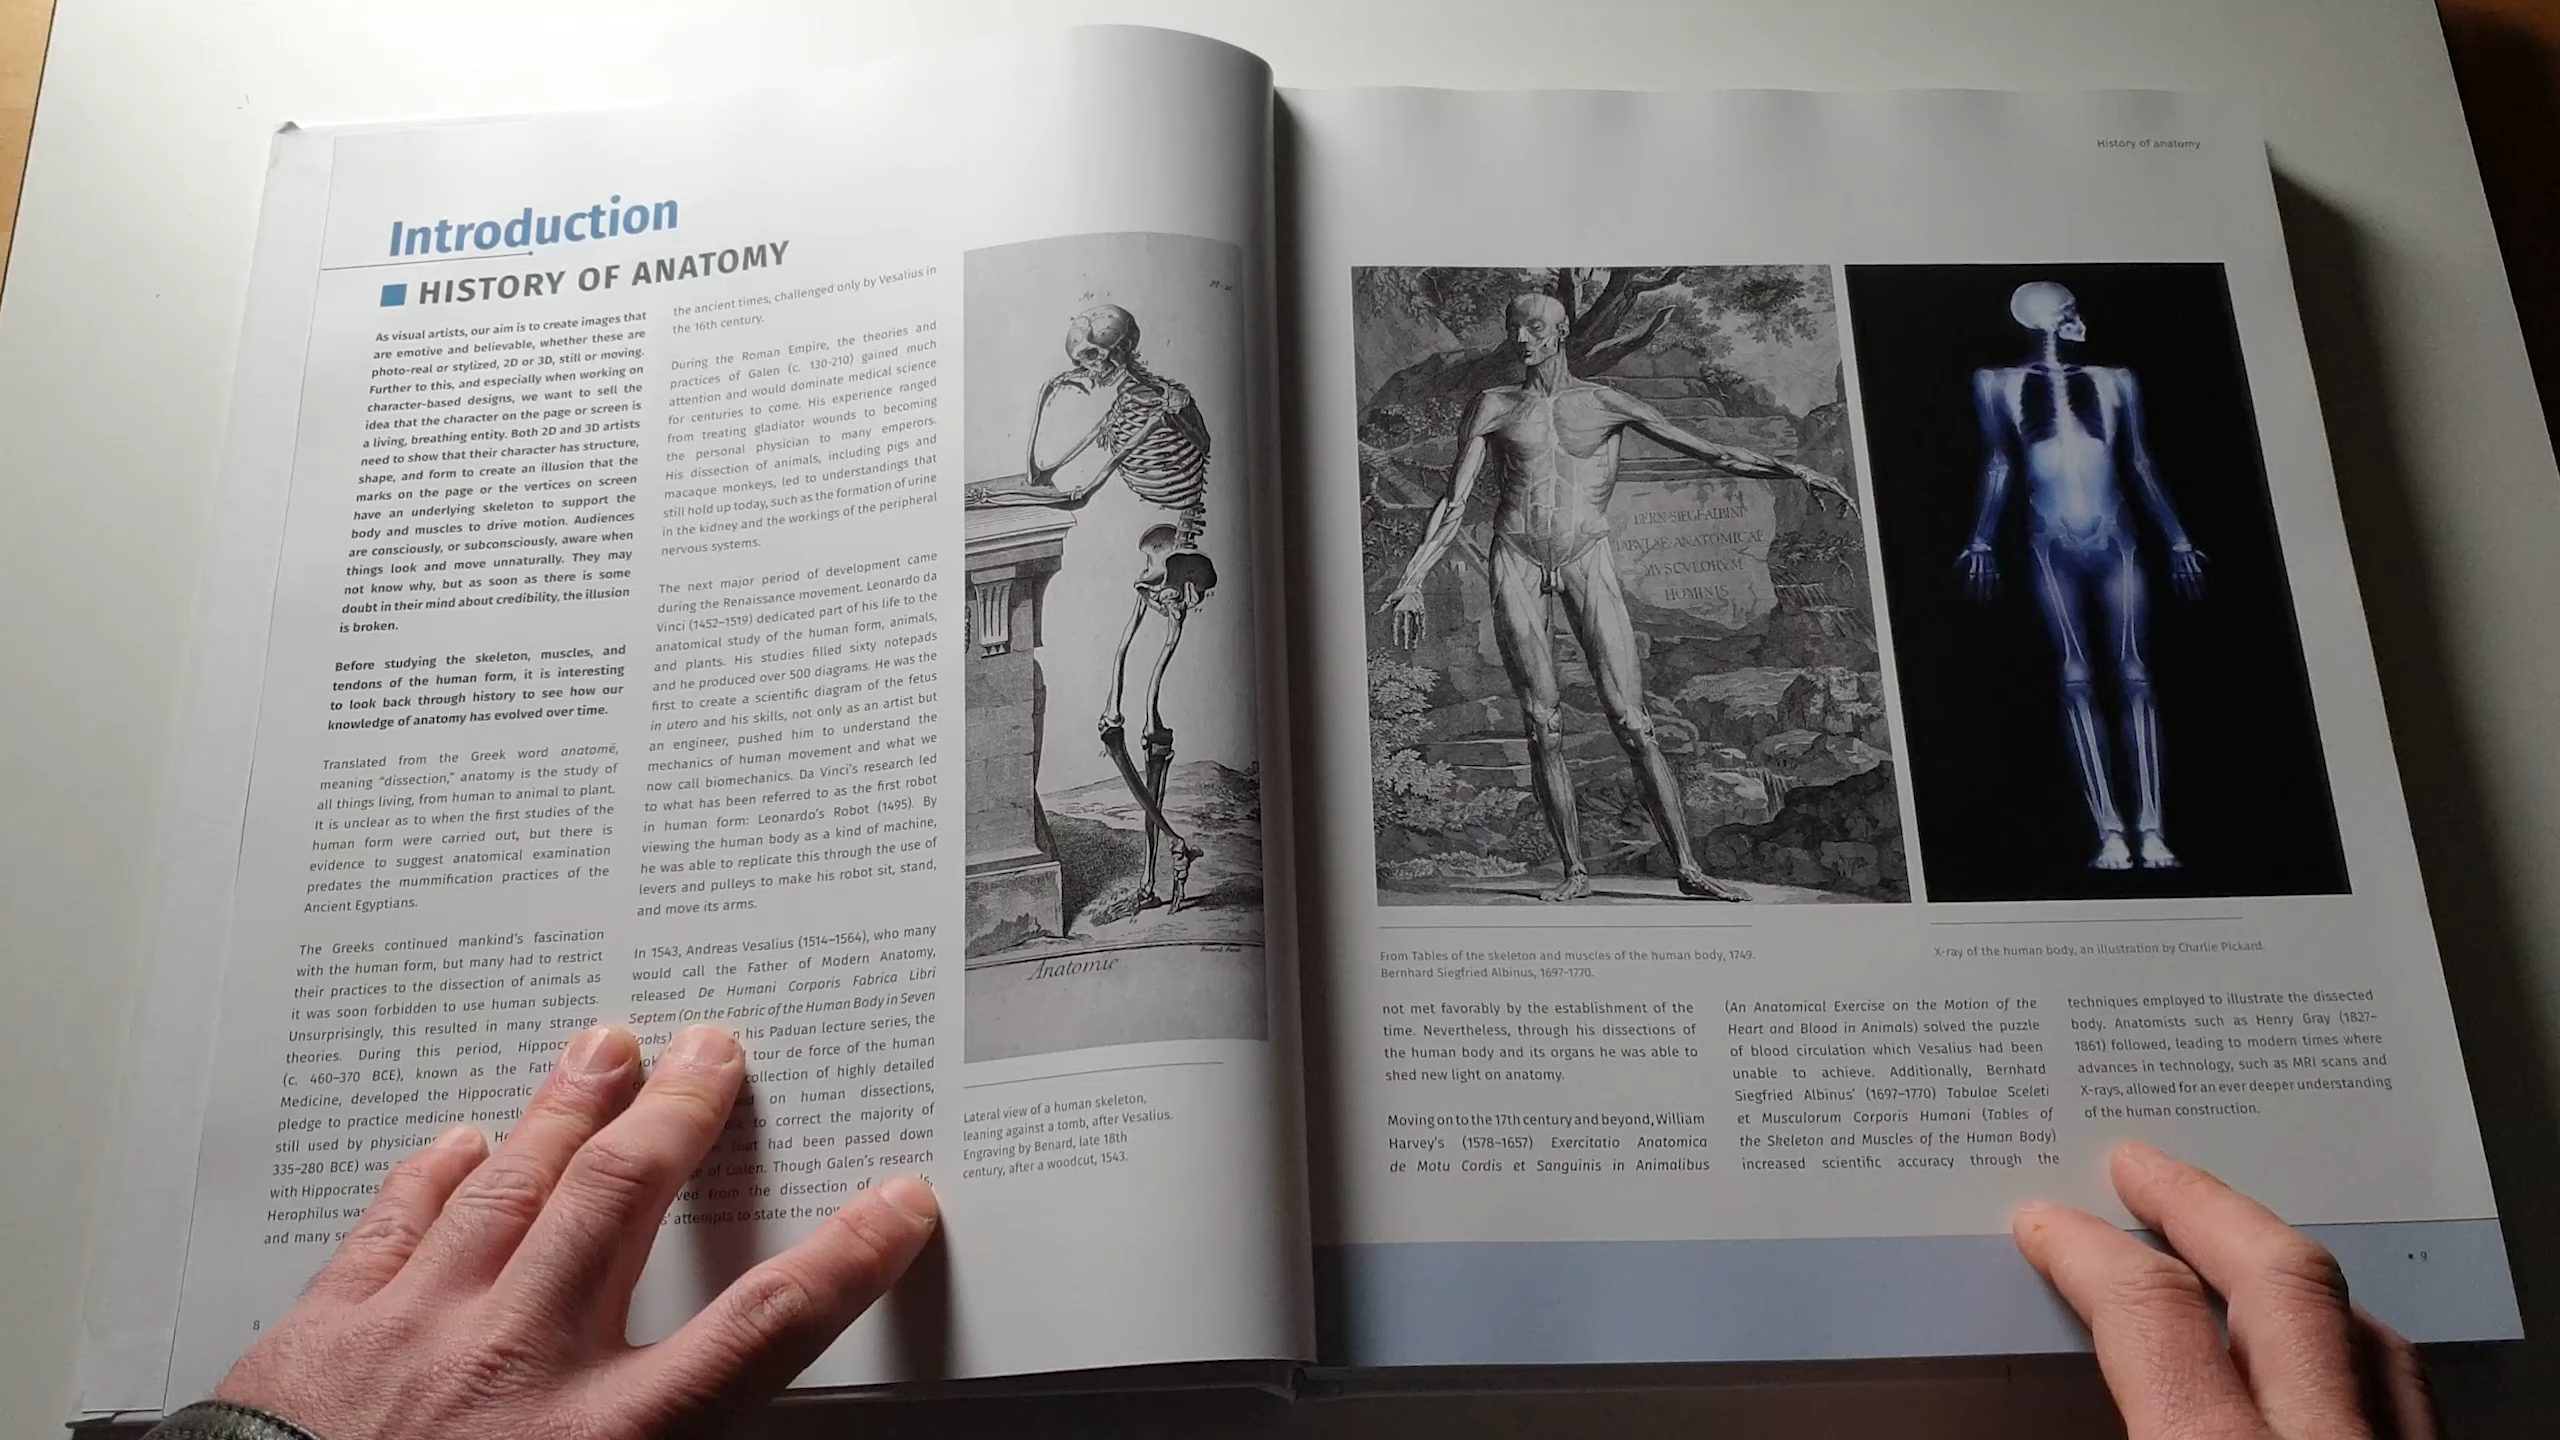 Introduction
HISTORY OF ANATOMY
As visual artists, our aim is to create images that
are emotive and believable, whether these are
photo-real or stylized, 2D or 3D, still or moving.
Further to this, and especially when working on
character-based designs, we want to sell the
idea that the character on the page or screen is
a living, breathing entity. Both 2D and 3D artists
need to show that their character has structure,
shape, and form to create an illusion that the
marks on the page or the vertices on screen
have an underlying skeleton to support the
body and muscles to drive motion. Audiences
are consciously, or subconsciously, aware when
things look and move unnaturally. They may
not know why, but as soon as there is some
doubt in their mind about credibility, the illusion
is broken.
Before studying the skeleton, muscles, and
tendons of the human form, it is interesting
to look back through history to see how our
knowledge of anatomy has evolved over time.
Translated from the Greek word anatomē,
meaning “dissection,” anatomy is the study of
all things living, from human to animal to plant.
It is unclear as to when the first studies of the
human form were carried out, but there is
evidence to suggest anatomical examination
predates the mummification practices of the
Ancient Egyptians.
The Greeks continued mankind’s fascination
with the human form, but many had to restrict
their practices to the dissection of animals as
it was soon forbidden to use human subjects.
Unsurprisingly, this resulted in many strange
theories. During this period,
(c. 460–370 BCE), known as the
Medicine, developed the Hippocratic
pledge to practice medicine
still used by
335–280 BCE) was
with Hippocrates
Herophilus was
and many
8
the ancient times, challenged only by Vesalius in
the 16th century.
During the Roman Empire, the theories and
practices of Galen (c. 130-210) gained much
attention and would dominate medical science
for centuries to come. His experience ranged
from treating gladiator wounds to becoming
the personal physician to many emperors.
His dissection of animals, including pigs and
macaque monkeys, led to understandings that
still hold up today, such as the formation of urine
in the kidney and the workings of the peripheral
nervous systems.
The next major period of development came
during the Renaissance movement. Leonardo da
Vinci (1452–1519) dedicated part of his life to the
anatomical study of the human form, animals,
and plants. His studies filled sixty notepads
and he produced over 500 diagrams. He was the
first to create a scientific diagram of the fetus
in utero and his skills, not only as an artist but
an engineer, pushed him to understand the
mechanics of human movement and what we
now call biomechanics. Da Vinci’s research led
to what has been referred to as the first robot
in human form: Leonardo’s Robot (1495). By
viewing the human body as a kind of machine,
he was able to replicate this through the use of
levers and pulleys to make his robot sit, stand,
and move its arms.
In 1543, Andreas Vesalius (1514–1564), who many
would call the Father of Modern Anatomy,
released De Humani Corporis Fabrica Libri
Septem (On the Fabric of the Human Body in Seven
his Paduan lecture series, the
tour de force of the human
collection of highly detailed
on human dissections,
to correct the majority of
that had been passed down
of Galen. Though Galen’s research
from the dissection of
attempts to state the
Anatomie
Lateral view of a human skeleton,
leaning against a tomb, after Vesalius.
Engraving by Benard, late 18th
century, after a woodcut, 1543.
History of anatomy
BERN SIEGF ALBINI
TABVLAE ANATOMICAE
MVSCVLORVM
HOMINIS
From Tables of the skeleton and muscles of the human body, 1749.
Bernhard Siegfried Albinus, 1697-1770.
X-ray of the human body, an illustration by Charlie Pickard.
not met favorably by the establishment of the
time. Nevertheless, through his dissections of
the human body and its organs he was able to
shed new light on anatomy.
Moving on to the 17th century and beyond, William
Harvey’s (1578–1657) Exercitatio Anatomica
de Motu Cordis et Sanguinis in Animalibus
(An Anatomical Exercise on the Motion of the
Heart and Blood in Animals) solved the puzzle
of blood circulation which Vesalius had been
unable to achieve. Additionally, Bernhard
Siegfried Albinus’ (1697–1770) Tabulae Sceleti
et Musculorum Corporis Humani (Tables of
the Skeleton and Muscles of the Human Body)
increased scientific accuracy through the
techniques employed to illustrate the dissected
body. Anatomists such as Henry Gray (1827–
1861) followed, leading to modern times where
advances in technology, such as MRI scans and
X-rays, allowed for an ever deeper understanding
of the human construction.
9